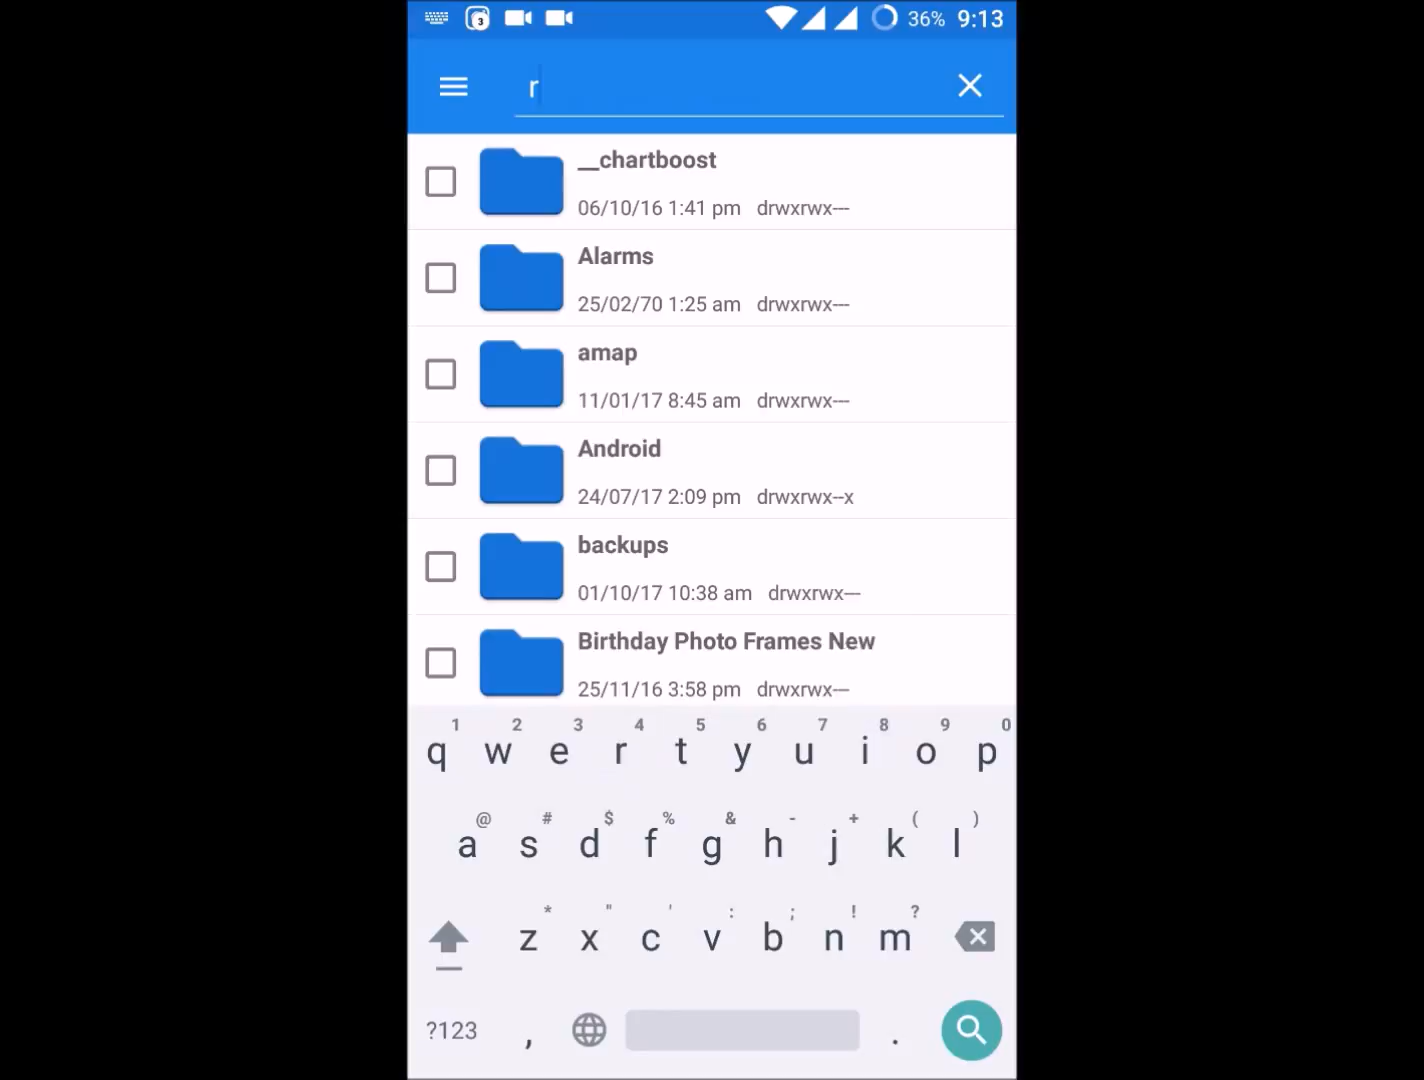 3 36% 9:13
r
__chartboost
06/10/16 1:41 pm drwxrwx---
Alarms
25/02/70 1:25 am drwxrwx---
amap
11/01/17 8:45 am drwxrwx---
Android
24/07/17 2:09 pm drwxrwx--x
backups
01/10/17 10:38 am drwxrwx---
Birthday Photo Frames New
25/11/16 3:58 pm drwxrwx---
1 2 3 4 5 6 7 8 9 0
q w e r t y u i o p
@ # $ % & - + ( )
a s d f g h j k l
* " ' : ; ! ?
z x c v b n m
?123 , .